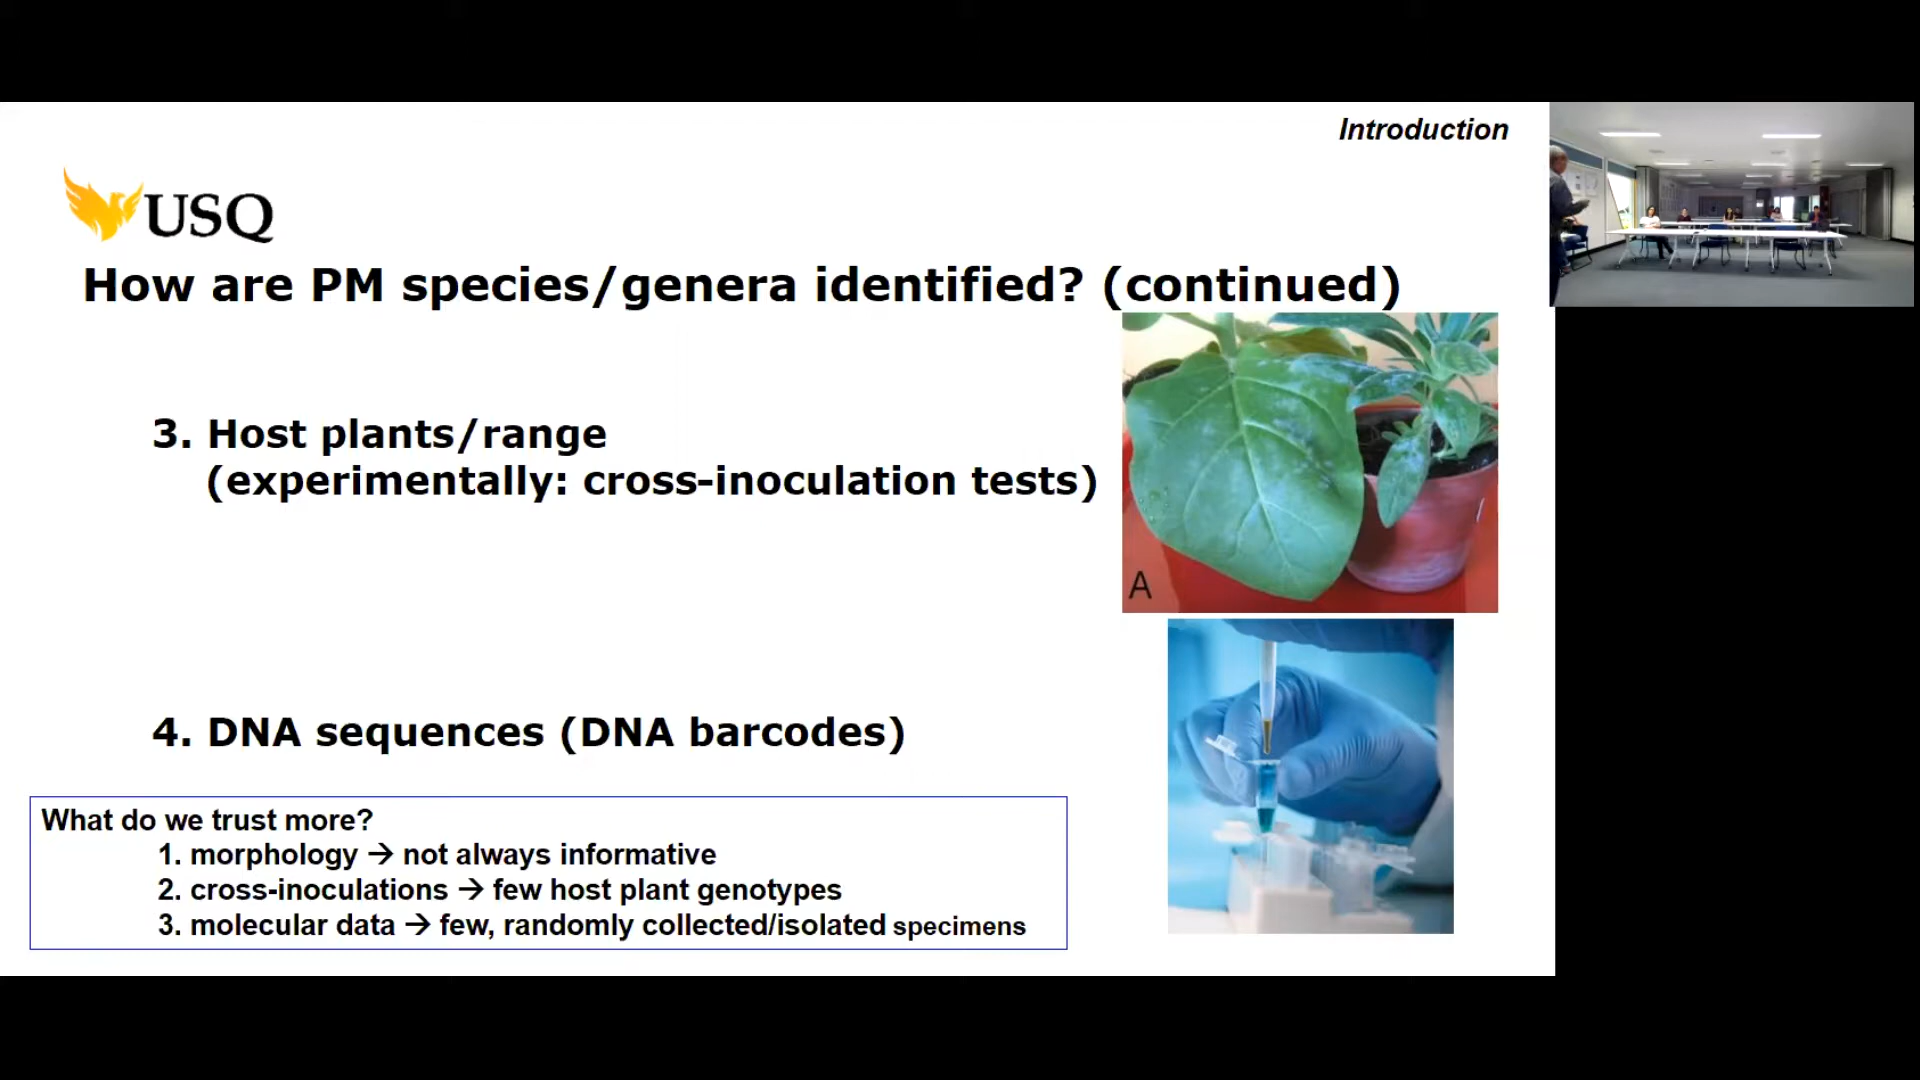 Introduction
USQ
How are PM species/genera identified? (continued)
3. Host plants/range
(experimentally: cross-inoculation tests)
A
4. DNA sequences (DNA barcodes)
What do we trust more?
1. morphology → not always informative
2. cross-inoculations → few host plant genotypes
3. molecular data → few, randomly collected/isolated specimens